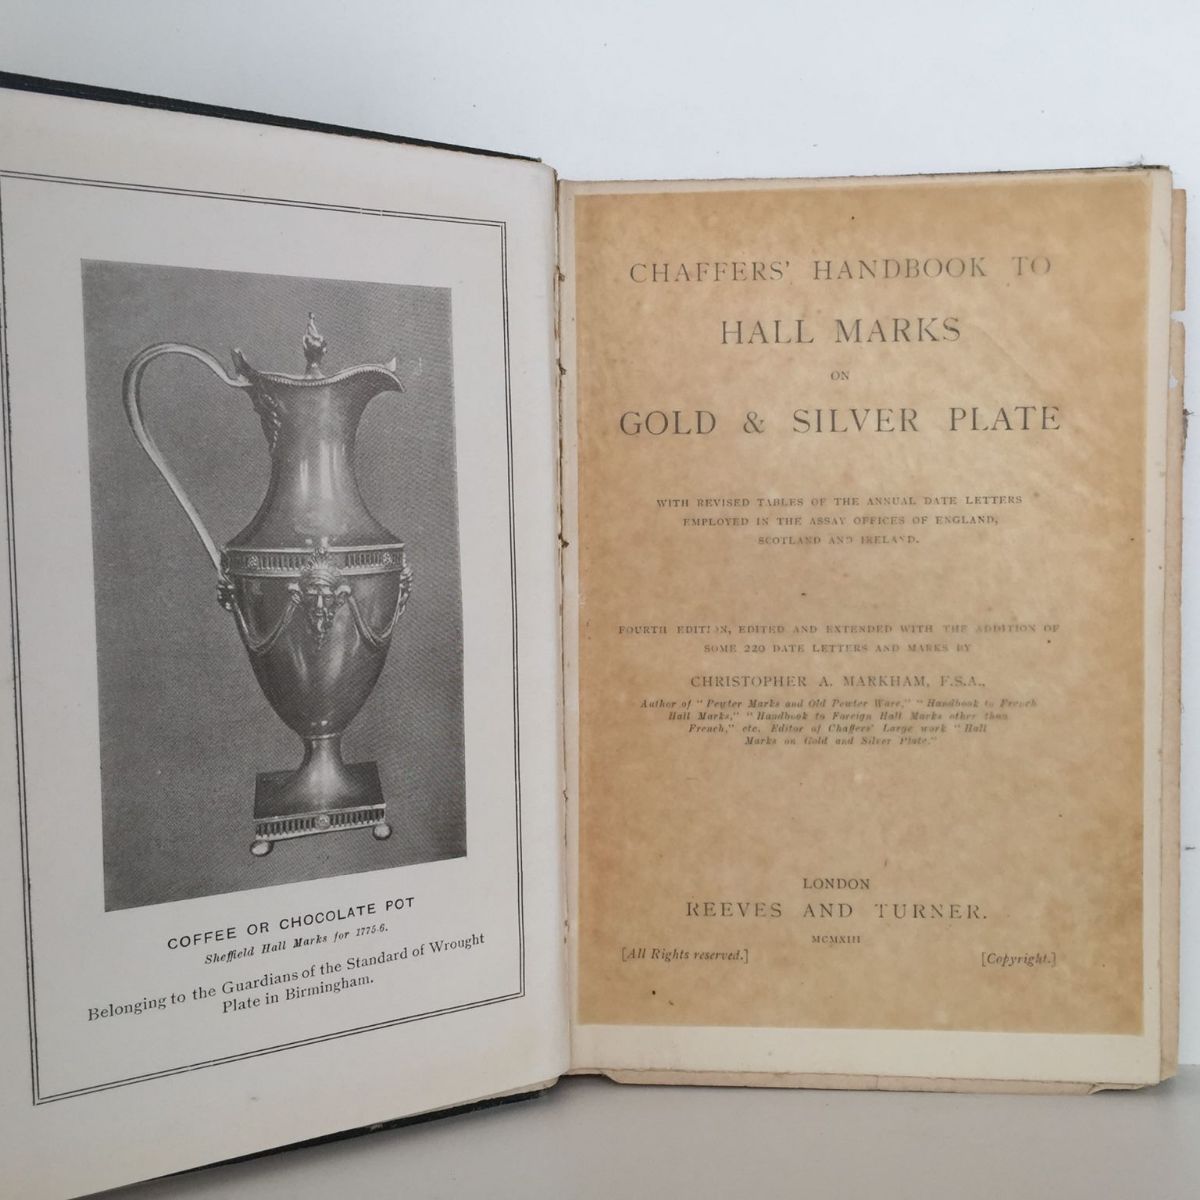 COFFEE OR CHOCOLATE POT
Sheffield Hall Marks for 1775-6.
Belonging to the Guardians of the Standard of Wrought
Plate in Birmingham.
CHAFFERS' HANDBOOK TO
HALL MARKS
ON
GOLD & SILVER PLATE
WITH REVISED TABLES OF THE ANNUAL DATE LETTERS
EMPLOYED IN THE ASSAY OFFICES OF ENGLAND,
SCOTLAND AND IRELAND.
FOURTH EDITION, EDITED AND EXTENDED WITH THE ADDITION OF
SOME 220 DATE LETTERS AND MARKS BY
CHRISTOPHER A. MARKHAM, F.S.A.,
Author of "Pewter Marks and Old Pewter Ware," "Handbook to French
Hall Marks," "Handbook to Foreign Hall Marks other than
French," etc. Editor of Chaffers' Large work "Hall
Marks on Gold and Silver Plate."
LONDON
REEVES AND TURNER.
MCMXIII
[All Rights reserved.] [Copyright.]